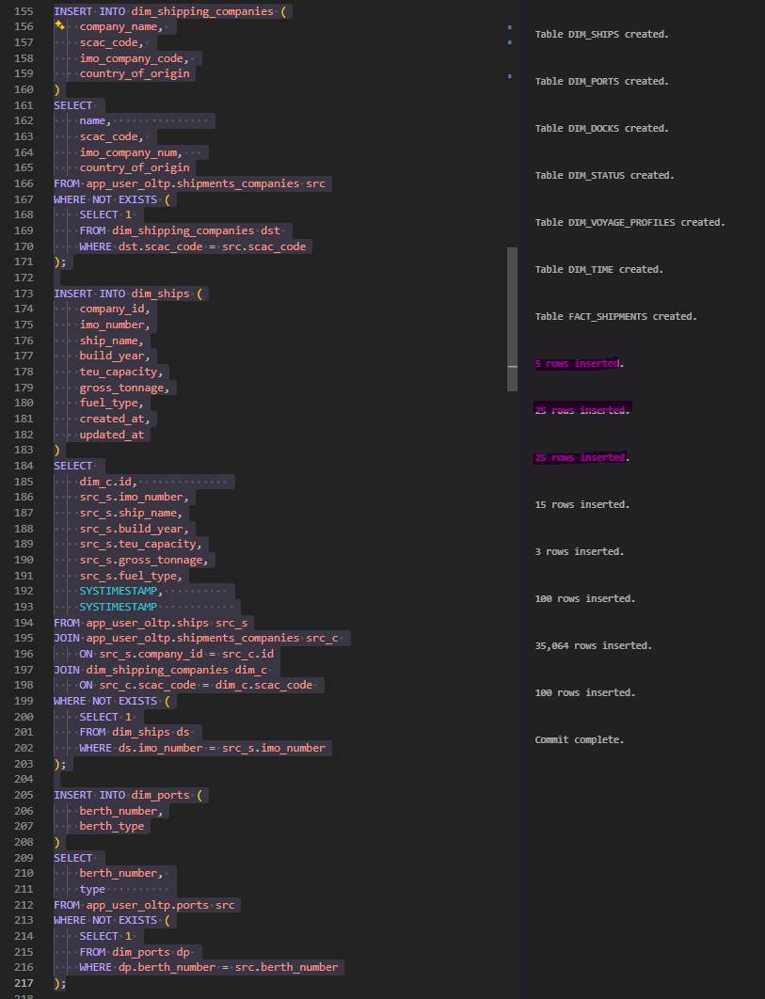 155 INSERT INTO dim_shipping_companies (
156 company_name,
157 scac_code,
158 imo_company_code,
159 country_of_origin
160 )
161 SELECT
162 name,
163 scac_code,
164 imo_company_num,
165 country_of_origin
166 FROM app_user_oltp.shipments_companies src
167 WHERE NOT EXISTS (
168 SELECT 1
169 FROM dim_shipping_companies dst
170 WHERE dst.scac_code = src.scac_code
171 );
172
173 INSERT INTO dim_ships (
174 company_id,
175 imo_number,
176 ship_name,
177 build_year,
178 teu_capacity,
179 gross_tonnage,
180 fuel_type,
181 created_at,
182 updated_at
183 )
184 SELECT
185 dim_c.id,
186 src_s.imo_number,
187 src_s.ship_name,
188 src_s.build_year,
189 src_s.teu_capacity,
190 src_s.gross_tonnage,
191 src_s.fuel_type,
192 SYSTIMESTAMP,
193 SYSTIMESTAMP
194 FROM app_user_oltp.ships src_s
195 JOIN app_user_oltp.shipments_companies src_c
196 ON src_s.company_id = src_c.id
197 JOIN dim_shipping_companies dim_c
198 ON src_c.scac_code = dim_c.scac_code
199 WHERE NOT EXISTS (
200 SELECT 1
201 FROM dim_ships ds
202 WHERE ds.imo_number = src_s.imo_number
203 );
204
205 INSERT INTO dim_ports (
206 berth_number,
207 berth_type
208 )
209 SELECT
210 berth_number,
211 type
212 FROM app_user_oltp.ports src
213 WHERE NOT EXISTS (
214 SELECT 1
215 FROM dim_ports dp
216 WHERE dp.berth_number = src.berth_number
217 );
218
Table DIM_SHIPS created.
Table DIM_PORTS created.
Table DIM_DOCKS created.
Table DIM_STATUS created.
Table DIM_VOYAGE_PROFILES created.
Table DIM_TIME created.
Table FACT_SHIPMENTS created.
5 rows inserted.
25 rows inserted.
25 rows inserted.
15 rows inserted.
3 rows inserted.
100 rows inserted.
35,064 rows inserted.
100 rows inserted.
Commit complete.